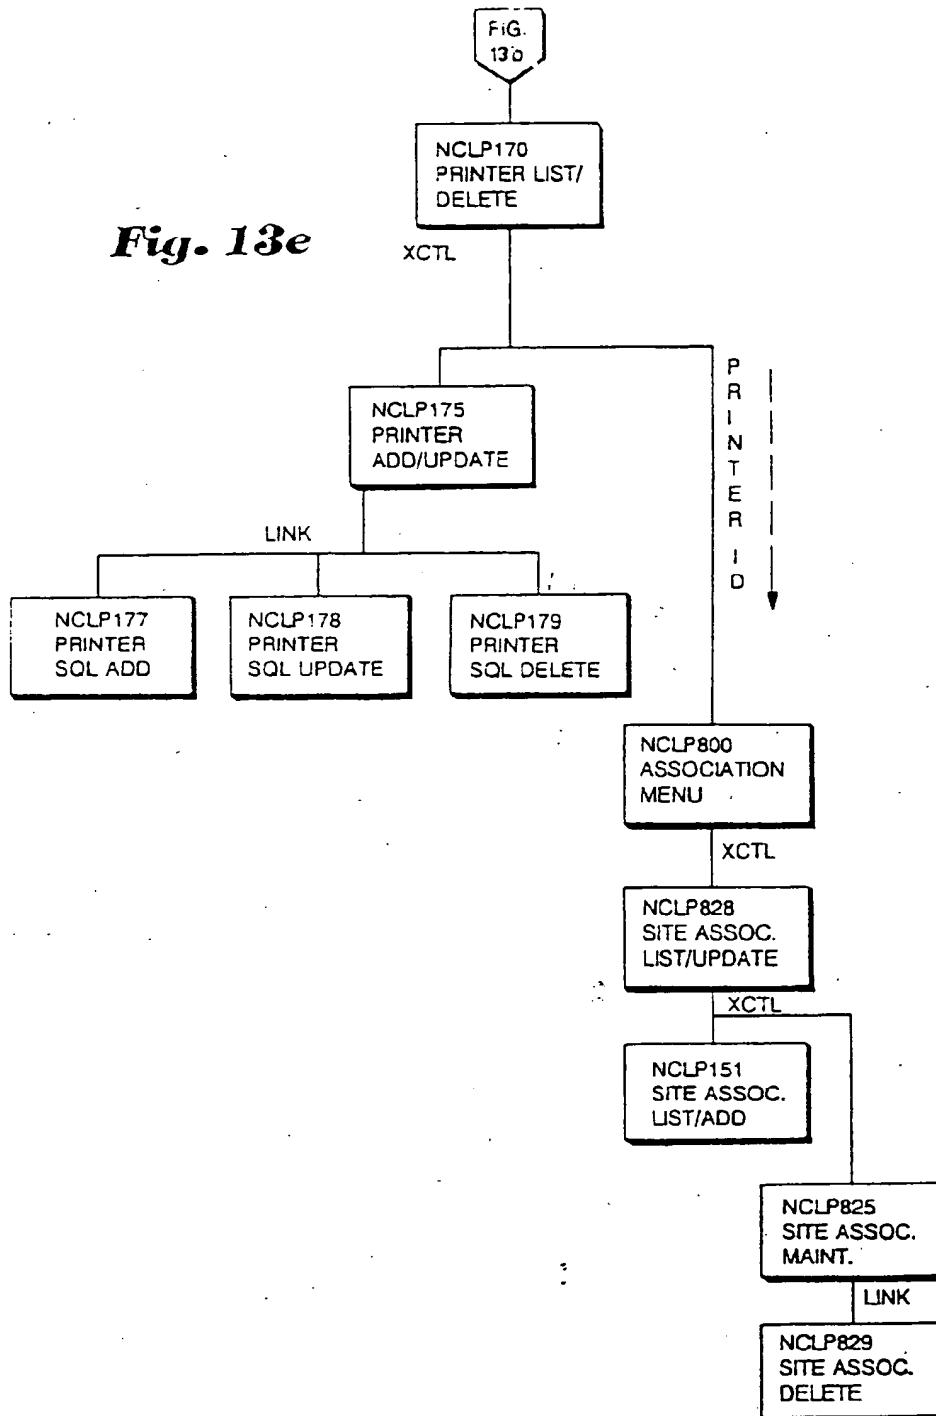 FIG.
13b
NCLP170
PRINTER LIST/
DELETE
Fig. 13e
XCTL
PRINTER ID
NCLP175
PRINTER
ADD/UPDATE
LINK
NCLP177
PRINTER
SQL ADD
NCLP178
PRINTER
SQL UPDATE
NCLP179
PRINTER
SQL DELETE
NCLP800
ASSOCIATION
MENU
XCTL
NCLP828
SITE ASSOC.
LIST/UPDATE
XCTL
NCLP151
SITE ASSOC.
LIST/ADD
NCLP825
SITE ASSOC.
MAINT.
LINK
NCLP829
SITE ASSOC.
DELETE